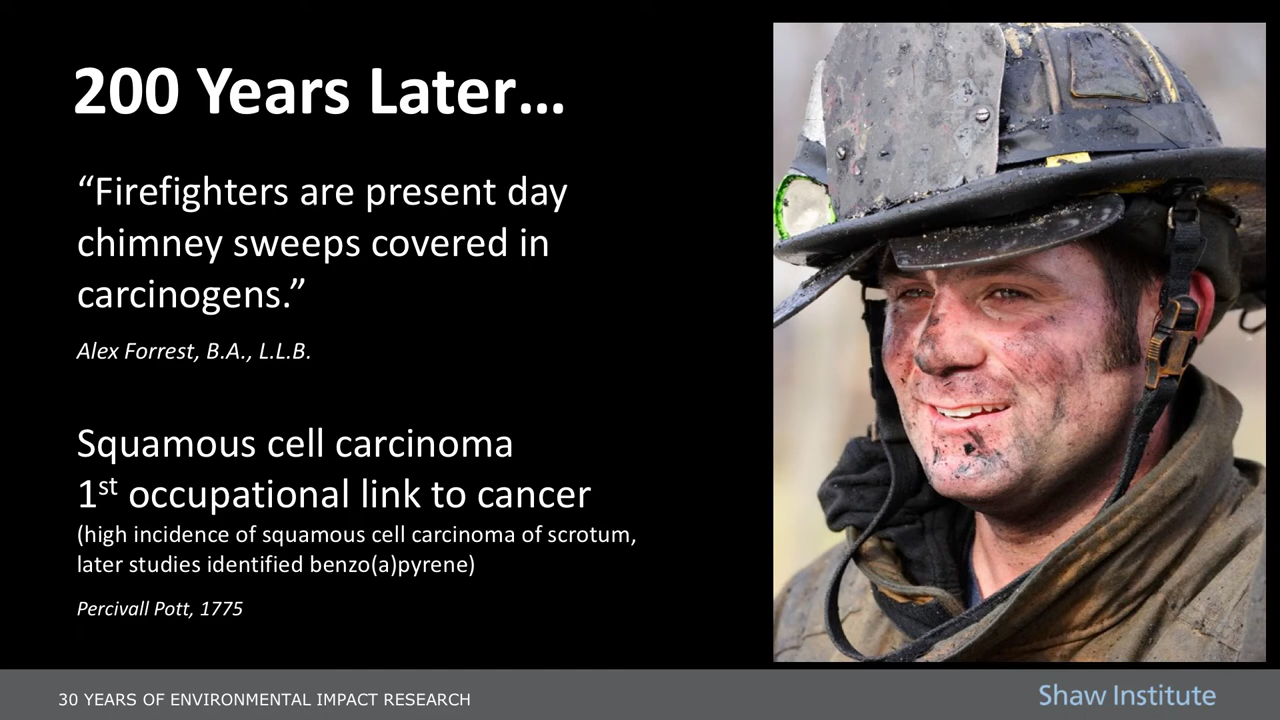 200 Years Later…
“Firefighters are present day
chimney sweeps covered in
carcinogens.”
Alex Forrest, B.A., L.L.B.
Squamous cell carcinoma
1st occupational link to cancer
(high incidence of squamous cell carcinoma of scrotum,
later studies identified benzo(a)pyrene)
Percivall Pott, 1775
30 YEARS OF ENVIRONMENTAL IMPACT RESEARCH
Shaw Institute